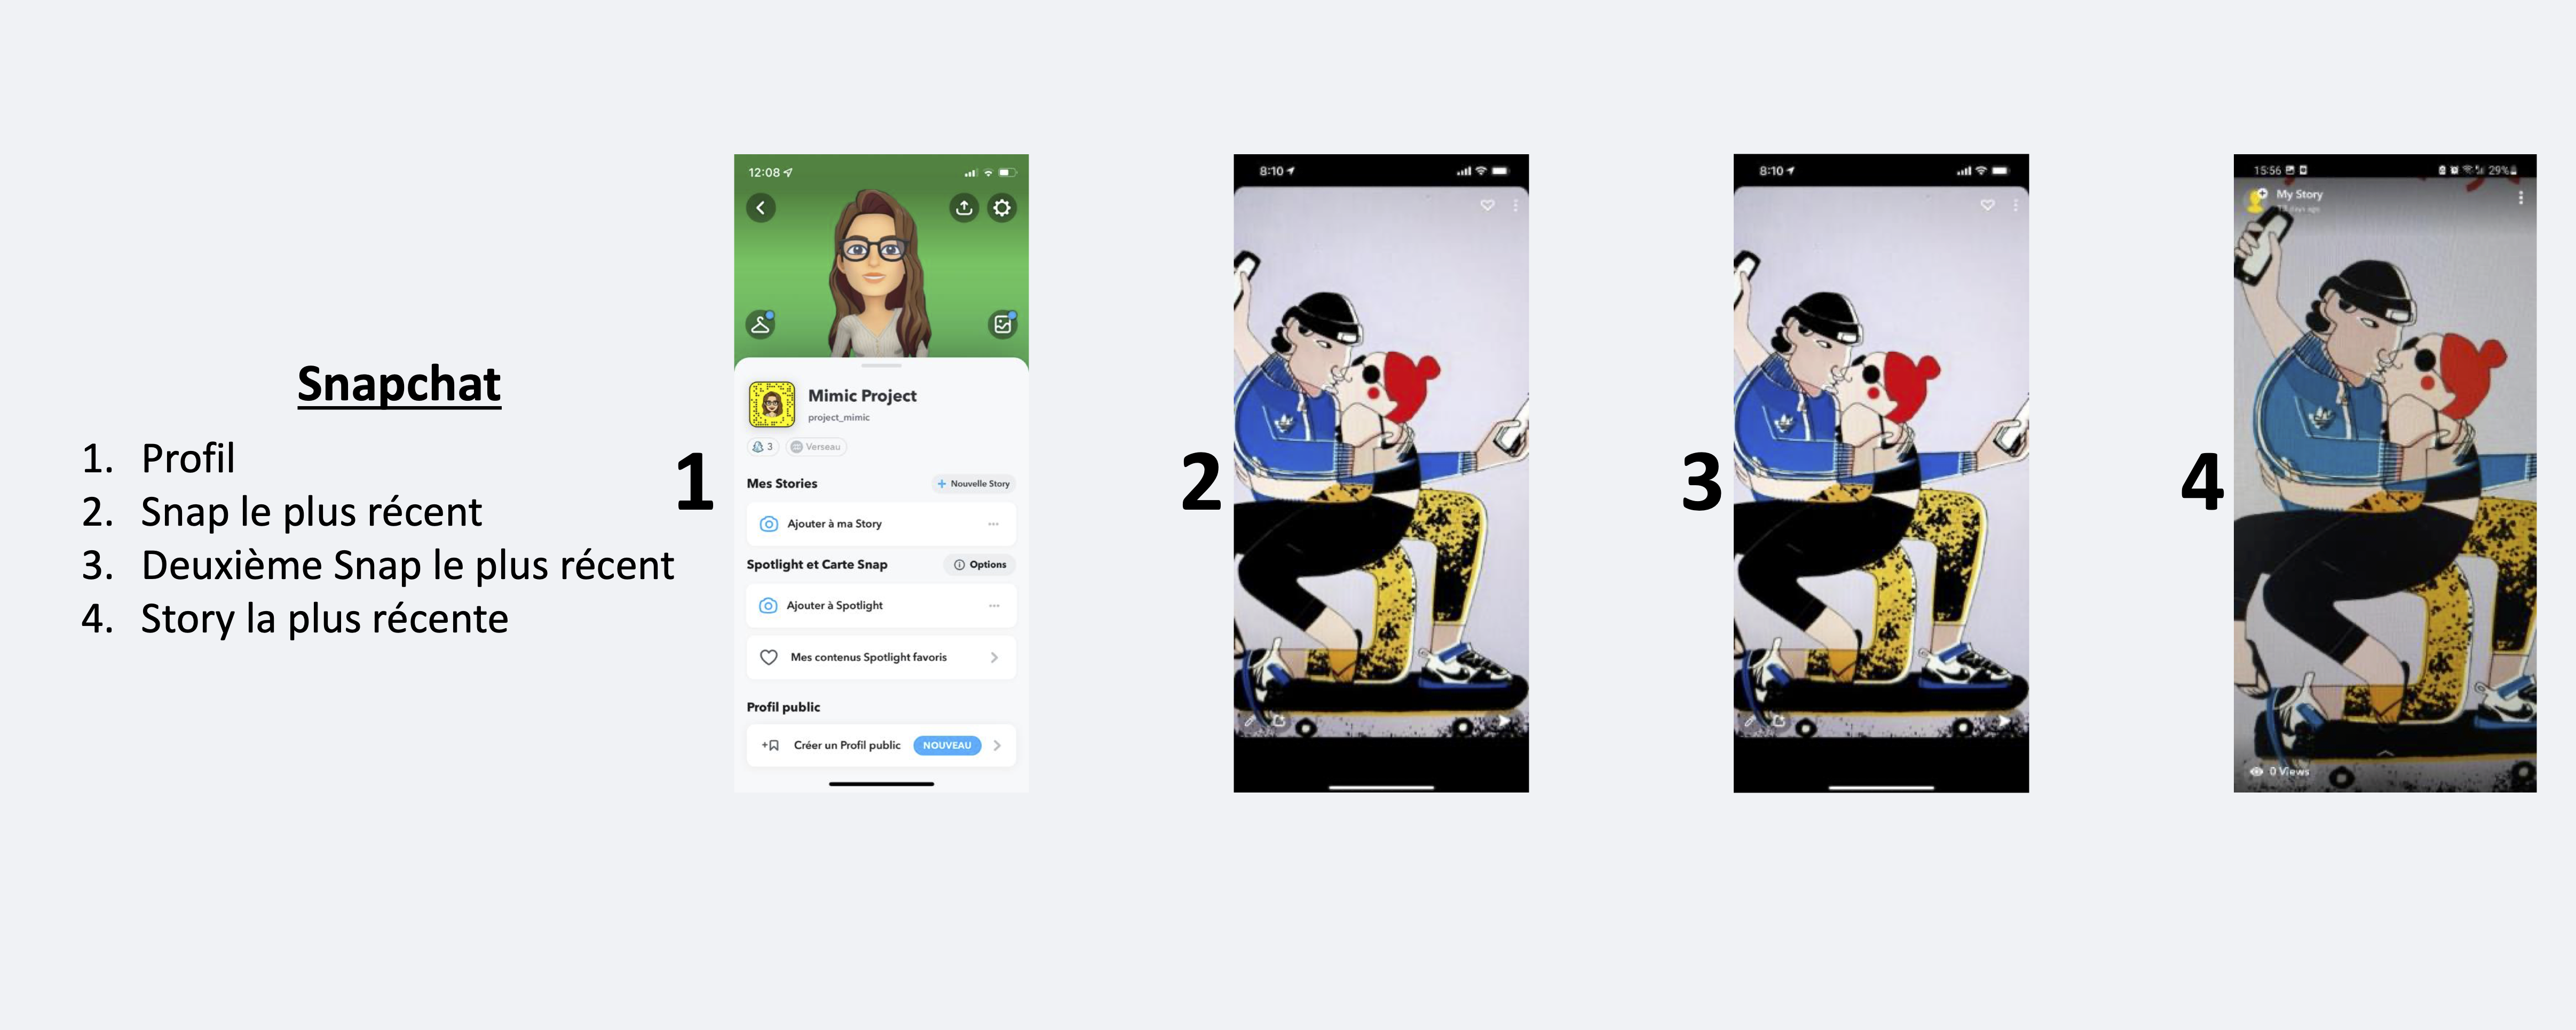 Snapchat
1. Profil
2. Snap le plus récent
3. Deuxième Snap le plus récent
4. Story la plus récente
1
12:08
Mimic Project
project_mimic
3 Verseau
Mes Stories
+ Nouvelle Story
Ajouter à ma Story
Spotlight et Carte Snap
Options
Ajouter à Spotlight
Mes contenus Spotlight favoris
Profil public
Créer un Profil public
NOUVEAU
2
8:10
3
8:10
4
15:56
29%
My Story
days ago
0 Views